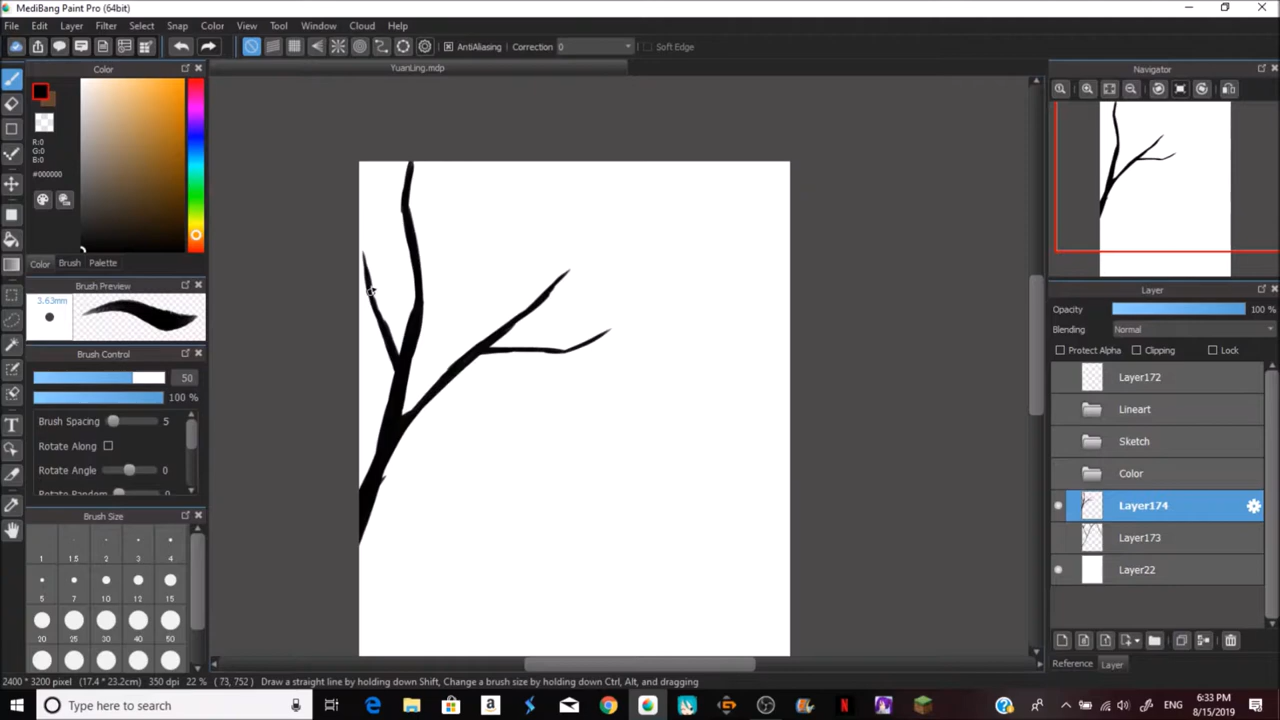 MediBang Paint Pro (64bit)
File Edit Layer Filter Select Snap Color View Tool Window Cloud Help
AntiAliasing Correction 0 Soft Edge
Color
YuanLing.mdp
Navigator
R:0
G:0
B:0
#000000
Color Brush Palette
Brush Preview
3.63mm
Brush Control
50
100 %
Brush Spacing 5
Rotate Along
Rotate Angle 0
Rotate Random 0
Brush Size
1 1.5 2 3 4
5 7 10 12 15
20 25 30 40 50
Layer
Opacity 100 %
Blending Normal
Protect Alpha Clipping Lock
Layer172
Lineart
Sketch
Color
Layer174
Layer173
Layer22
Reference Layer
2400 * 3200 pixel (17.4 * 23.2cm) 350 dpi 22 % (73, 752) Draw a straight line by holding down Shift, Change a brush size by holding down Ctrl, Alt, and dragging
Type here to search
6:33 PM
8/15/2019